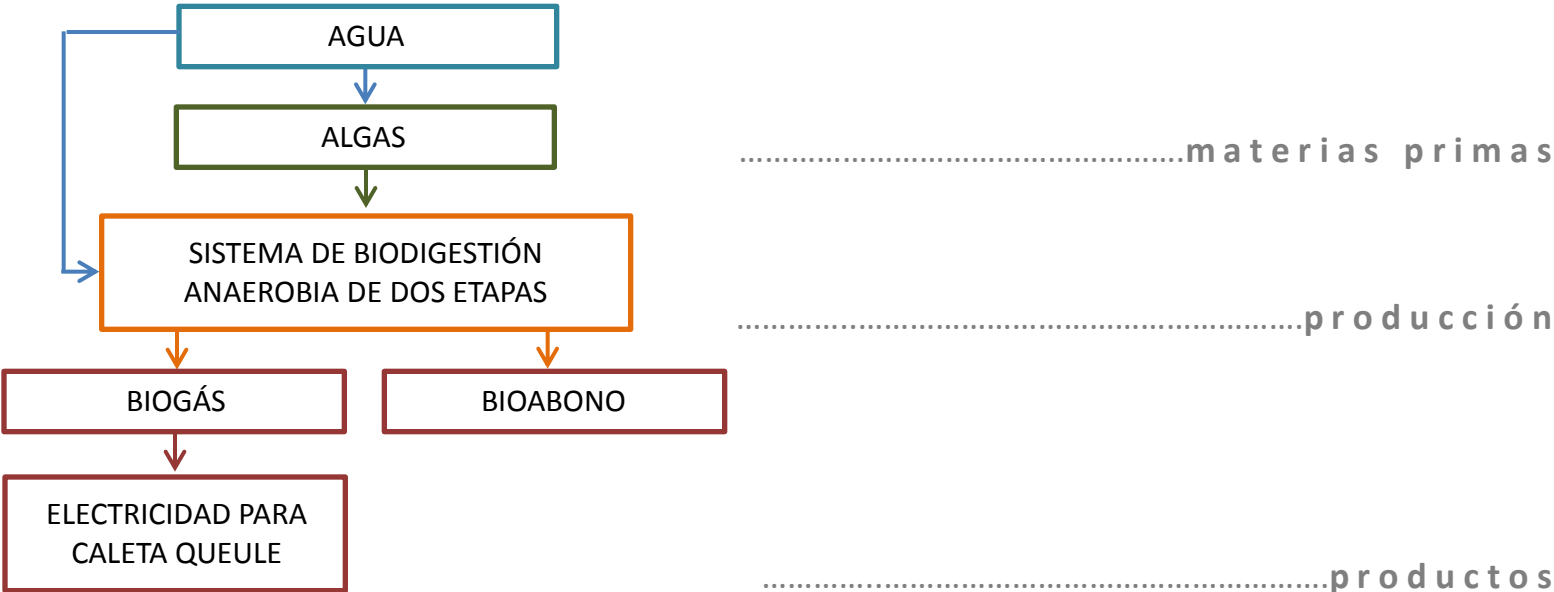 AGUA
ALGAS
……………………………………………….materias primas
SISTEMA DE BIODIGESTIÓN
ANAEROBIA DE DOS ETAPAS
…………………………………………………………….producción
BIOGÁS
BIOABONO
ELECTRICIDAD PARA
CALETA QUEULE
…………………………………………………………….productos